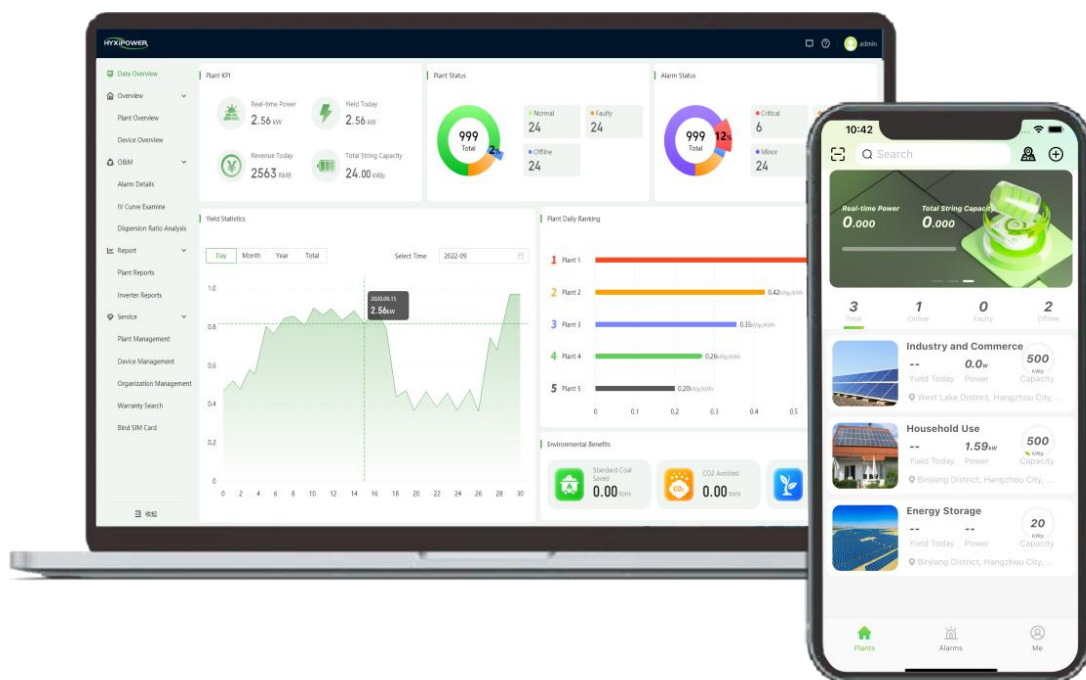 HYXiPOWER
admin
Data Overview
Overview
Plant Overview
Device Overview
O&M
Alarm Details
IV Curve Examine
Dispersion Ratio Analysis
Report
Plant Reports
Inverter Reports
Service
Plant Management
Device Management
Organization Management
Warranty Search
Bind SIM Card
收起
Plant KPI
Real-time Power
2.56 kW
Yield Today
2.56 kW
Revenue Today
2563 RMB
Total String Capacity
24.00 kWp
Plant Status
999
Total
2%
Normal
24
Faulty
24
Offline
24
Alarm Status
999
Total
12%
Critical
6
Minor
24
Yield Statistics
Day Month Year Total
Select Time 2022-09
2020.09.15
2.56kW
1.0
0.8
0.6
0.4
0.2
0
0 2 4 6 8 10 12 14 16 18 20 22 24 26 28 30
Plant Daily Ranking
1 Plant 1
2 Plant 2 0.42kWp/kWh
3 Plant 3 0.35kWp/kWh
4 Plant 4 0.26kWp/kWh
5 Plant 5 0.20kWp/kWh
0 0.1 0.2 0.3 0.4 0.5
Environmental Benefits
Standard Coal
Saved
0.00 tons
CO2 Avoided
0.00 tons
CO₂
10:42
Search
Real-time Power Total String Capacity
0.000 0.000
3 1 0 2
Total Online Faulty Offline
Industry and Commerce
-- 0.0w 500
kWp
Yield Today Power Capacity
West Lake District, Hangzhou City, ...
Household Use
-- 1.59kw 500
kWp
Yield Today Power Capacity
Binjiang District, Hangzhou City, ...
Energy Storage
-- -- 20
kWp
Yield Today Power Capacity
Binjiang District, Hangzhou City, ...
Plants Alarms Me